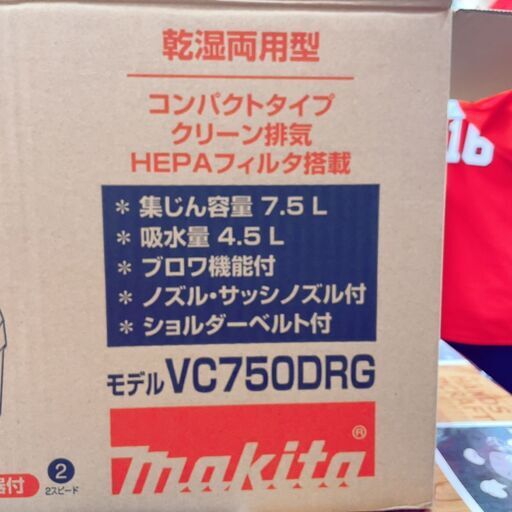 乾湿両用型
コンパクトタイプ
クリーン排気
HEPAフィルタ搭載
* 集じん容量 7.5 L
* 吸水量 4.5 L
* ブロワ機能付
* ノズル・サッシノズル付
* ショルダーベルト付
モデル VC750DRG
makita®
器付
2
2スピード
16